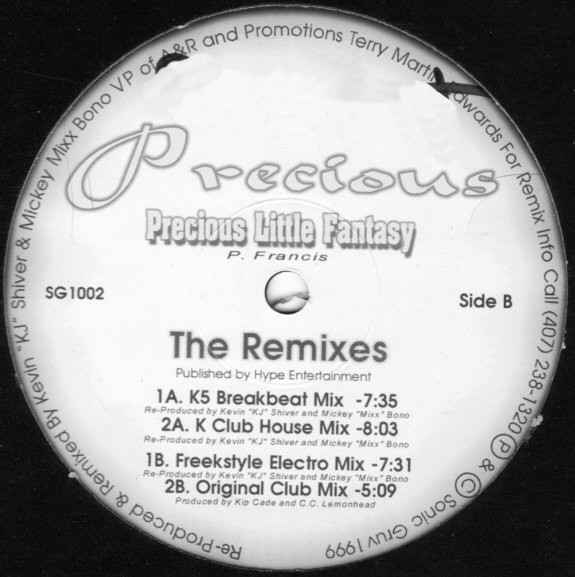 Re-Produced & Remixed By Kevin "KJ" Shiver & Mickey Mixx Bono VP of A&R and Promotions Terry Martin Edwards For Remix Info Call (407) 238-1320 Ⓟ & © Sonic Gruv 1999
Precious
Precious Little Fantasy
P. Francis
SG1002
Side B
The Remixes
Published by Hype Entertainment
1A. K5 Breakbeat Mix -7:35
Re-Produced by Kevin "KJ" Shiver and Mickey "Mixx" Bono
2A. K Club House Mix -8:03
Re-Produced by Kevin "KJ" Shiver and Mickey "Mixx" Bono
1B. Freekstyle Electro Mix -7:31
Re-Produced by Kevin "KJ" Shiver and Mickey "Mixx" Bono
2B. Original Club Mix -5:09
Produced by Kip Cade and C.C. Lemonhead